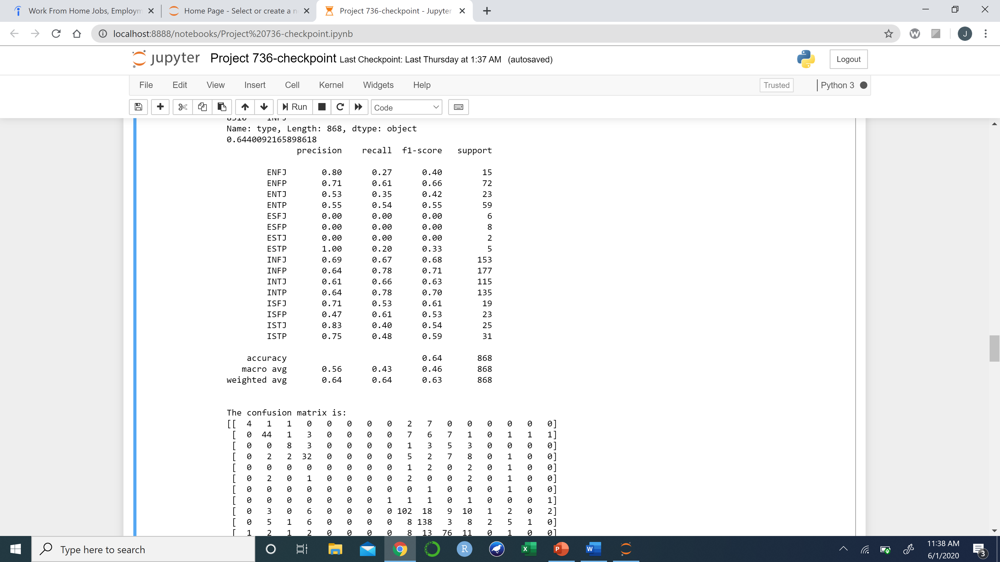 Work From Home Jobs, Employm
Home Page - Select or create a n
Project 736-checkpoint - Jupyter
localhost:8888/notebooks/Project%20736-checkpoint.ipynb
W
J
jupyter Project 736-checkpoint Last Checkpoint: Last Thursday at 1:37 AM (autosaved)
Logout
File Edit View Insert Cell Kernel Widgets Help
Trusted
Python 3
Run
Code
8510 INFJ
Name: type, Length: 868, dtype: object
0.6440092165898618
precision recall f1-score support
ENFJ 0.80 0.27 0.40 15
ENFP 0.71 0.61 0.66 72
ENTJ 0.53 0.35 0.42 23
ENTP 0.55 0.54 0.55 59
ESFJ 0.00 0.00 0.00 6
ESFP 0.00 0.00 0.00 8
ESTJ 0.00 0.00 0.00 2
ESTP 1.00 0.20 0.33 5
INFJ 0.69 0.67 0.68 153
INFP 0.64 0.78 0.71 177
INTJ 0.61 0.66 0.63 115
INTP 0.64 0.78 0.70 135
ISFJ 0.71 0.53 0.61 19
ISFP 0.47 0.61 0.53 23
ISTJ 0.83 0.40 0.54 25
ISTP 0.75 0.48 0.59 31
accuracy 0.64 868
macro avg 0.56 0.43 0.46 868
weighted avg 0.64 0.64 0.63 868
The confusion matrix is:
[[ 4 1 1 0 0 0 0 0 2 7 0 0 0 0 0 0]
[ 0 44 1 3 0 0 0 0 7 6 7 1 0 1 1 1]
[ 0 0 8 3 0 0 0 0 1 3 5 3 0 0 0 0]
[ 0 2 2 32 0 0 0 0 5 2 7 8 0 1 0 0]
[ 0 0 0 0 0 0 0 0 1 2 0 2 0 1 0 0]
[ 0 2 0 1 0 0 0 0 2 0 0 2 0 1 0 0]
[ 0 0 0 0 0 0 0 0 0 1 0 0 0 1 0 0]
[ 0 0 0 0 0 0 0 1 1 1 0 1 0 0 0 1]
[ 0 3 0 6 0 0 0 0 102 18 9 10 1 2 0 2]
[ 0 5 1 6 0 0 0 0 8 138 3 8 2 5 1 0]
[ 1 2 1 2 0 0 0 0 8 13 76 11 0 1 0 0]
Type here to search
R
X
P
W
11:38 AM
6/1/2020
3